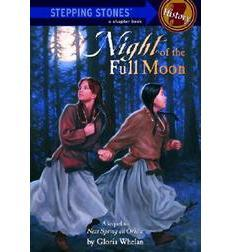 STEPPING STONES
a chapter book
History
Night of the
Full Moon
A sequel to
Next Spring an Oriole
by Gloria Whelan